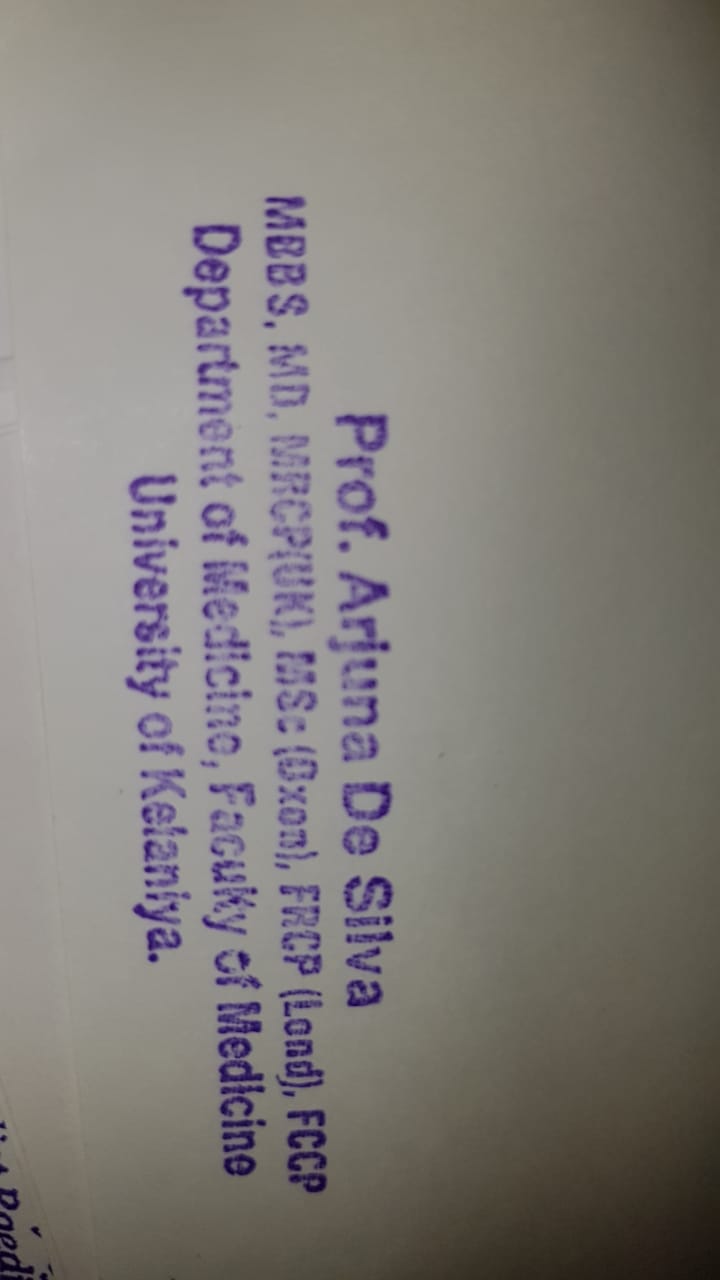 Prof. Arjuna De Silva
MBBS, MD, MRCP(UK), MSc (Oxon), FRCP (Lond), FCCP
Department of Medicine, Faculty of Medicine
University of Kelaniya.